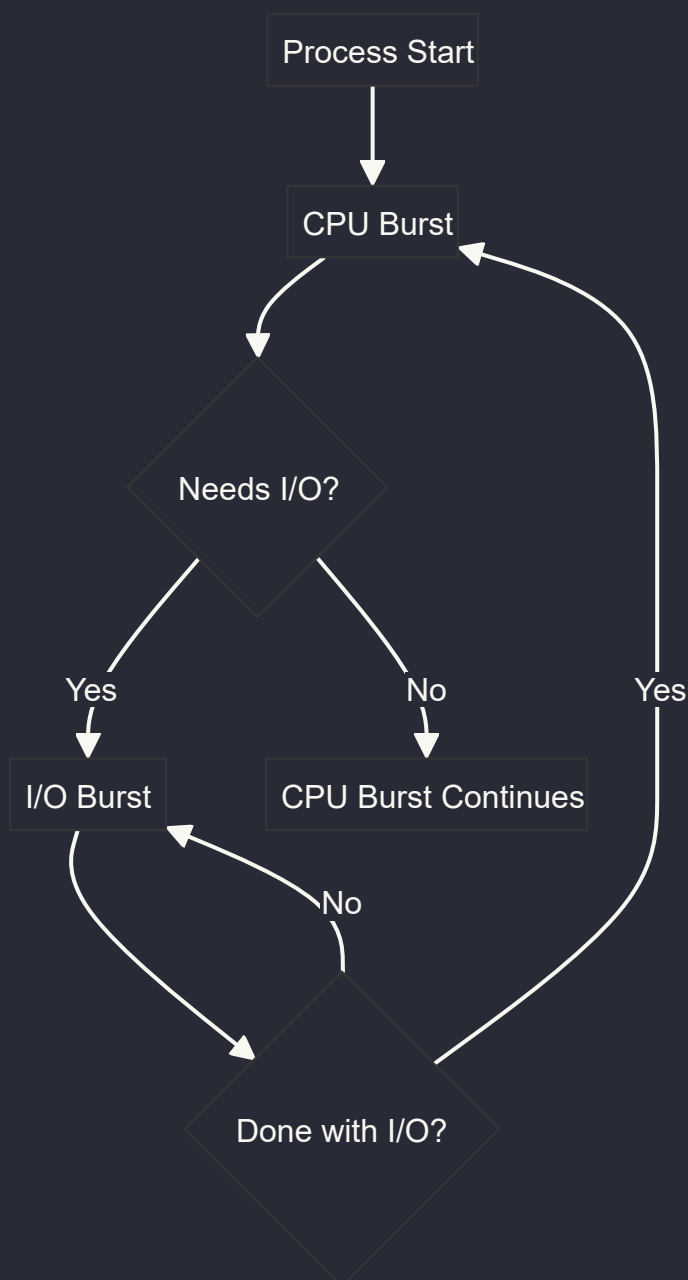 Process Start
CPU Burst
Needs I/O?
Yes
No
Yes
I/O Burst
CPU Burst Continues
No
Done with I/O?